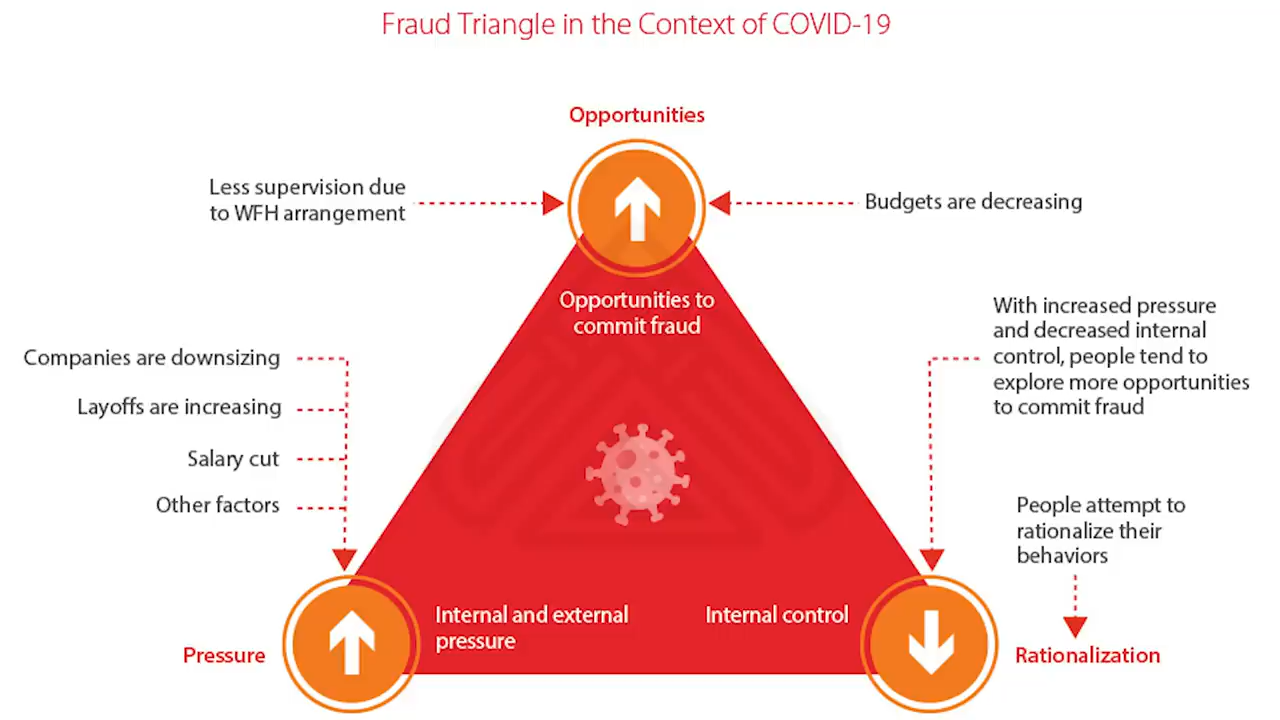 Fraud Triangle in the Context of COVID-19
Opportunities
Less supervision due
to WFH arrangement
Budgets are decreasing
Opportunities to
commit fraud
With increased pressure
and decreased internal
control, people tend to
explore more opportunities
to commit fraud
Companies are downsizing
Layoffs are increasing
Salary cut
Other factors
People attempt to
rationalize their
behaviors
Internal and external
pressure
Internal control
Pressure
Rationalization